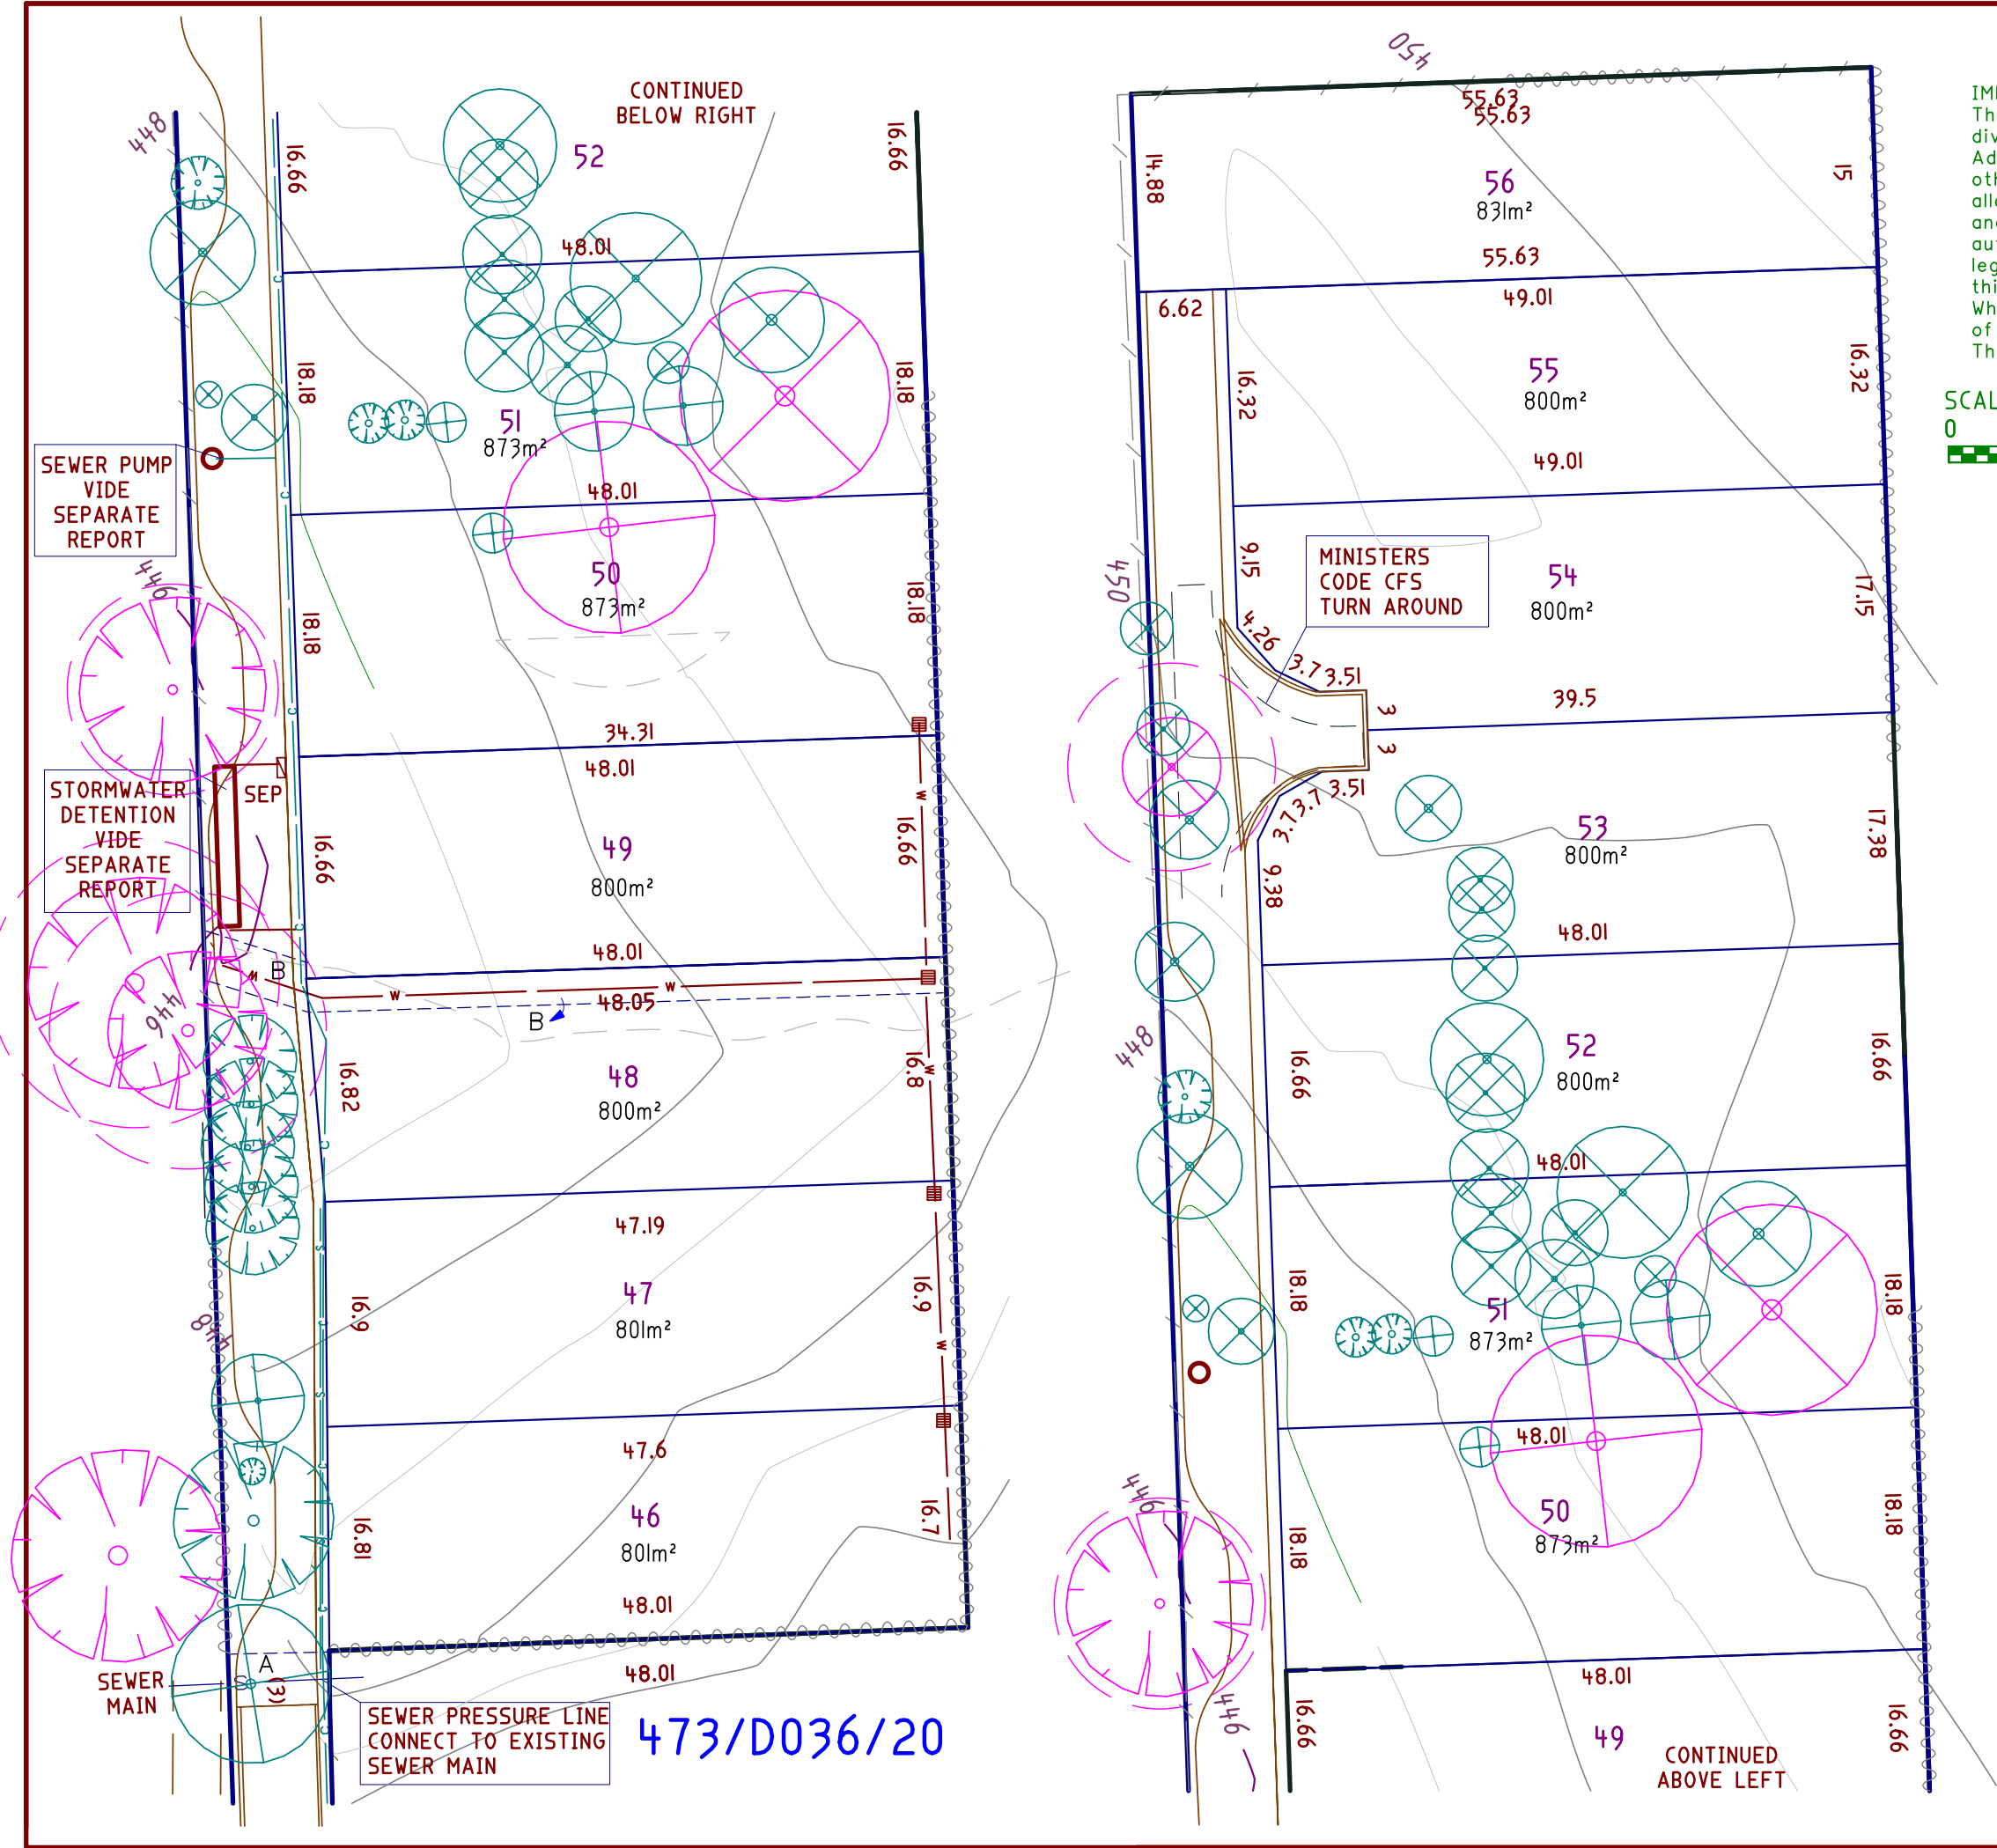 CONTINUED
BELOW RIGHT
448
16.66
52
16.66
48.01
18.18
51
873m²
18.18
SEWER PUMP
VIDE
SEPARATE
REPORT
48.01
446
50
873m²
18.18
18.18
34.31
48.01
STORMWATER
DETENTION
VIDE
SEPARATE
REPORT
SEP
16.66
49
800m²
16.66
48.01
B
W
W
W
48.05
B
446
16.8
W
16.82
48
800m²
47.19
448
16.9
47
801m²
16.9
W
47.6
16.81
46
801m²
16.7
48.01
A
(3)
SEWER
MAIN
48.01
SEWER PRESSURE LINE
CONNECT TO EXISTING
SEWER MAIN
473/D036/20
450
55.63
55.63
14.88
56
831m²
15
55.63
6.62
49.01
16.32
55
800m²
16.32
49.01
450
9.15
MINISTERS
CODE CFS
TURN AROUND
54
800m²
17.15
4.26
3.7
3.51
39.5
3
3
3.7
3.7
3.51
53
800m²
17.38
9.38
48.01
448
16.66
52
800m²
16.66
48.01
18.18
51
873m²
18.18
48.01
446
50
873m²
18.18
18.18
48.01
446
16.66
49
16.66
CONTINUED
ABOVE LEFT
0